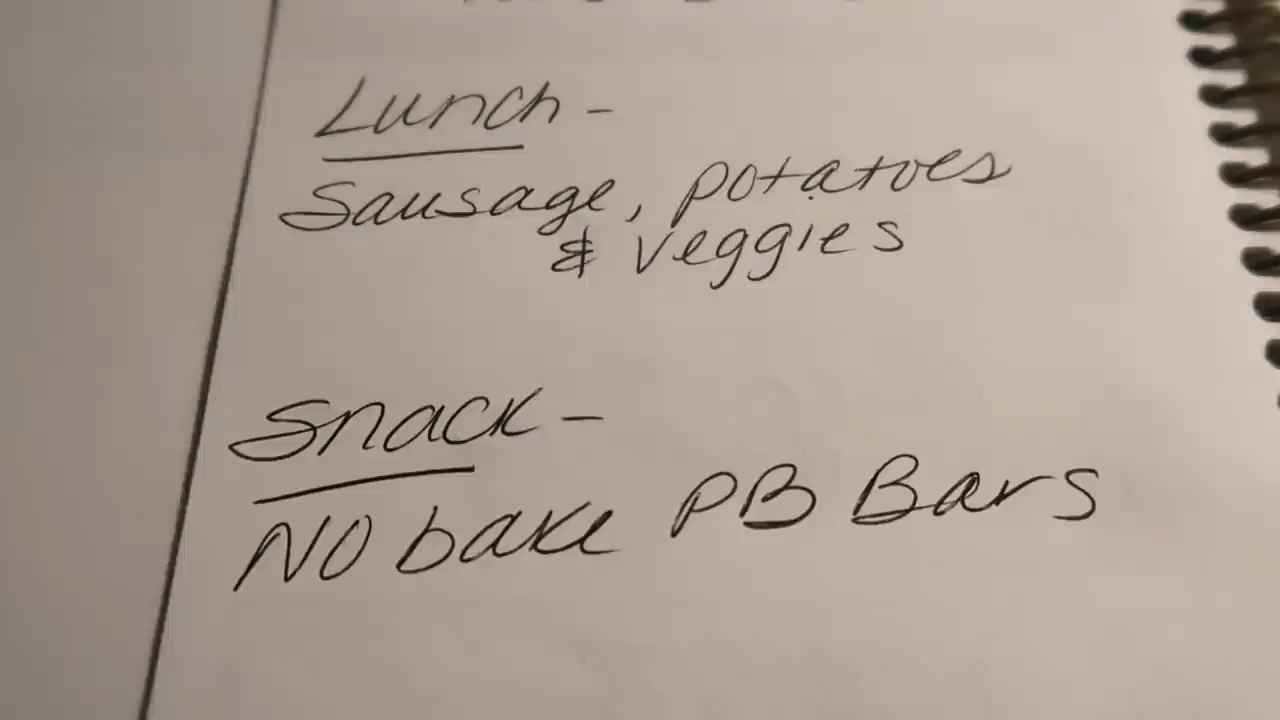 Lunch -
Sausage, potatoes
& veggies
Snack -
NO bake PB Bars